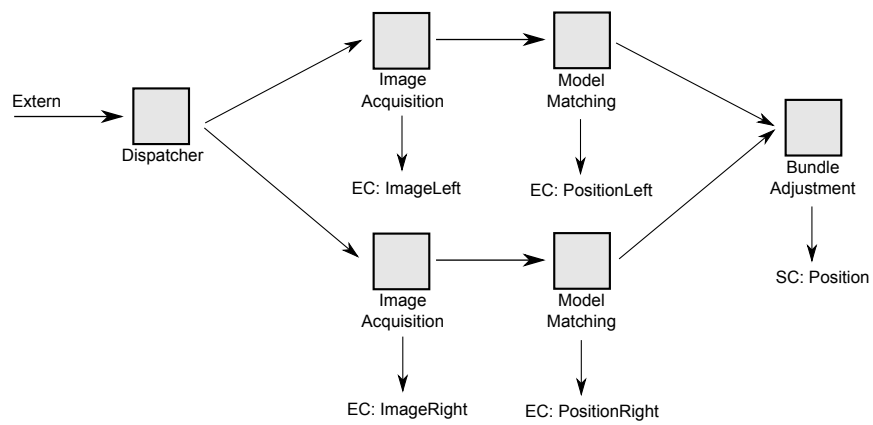 Extern
Dispatcher
Image
Acquisition
EC: ImageLeft
Model
Matching
EC: PositionLeft
Image
Acquisition
EC: ImageRight
Model
Matching
EC: PositionRight
Bundle
Adjustment
SC: Position